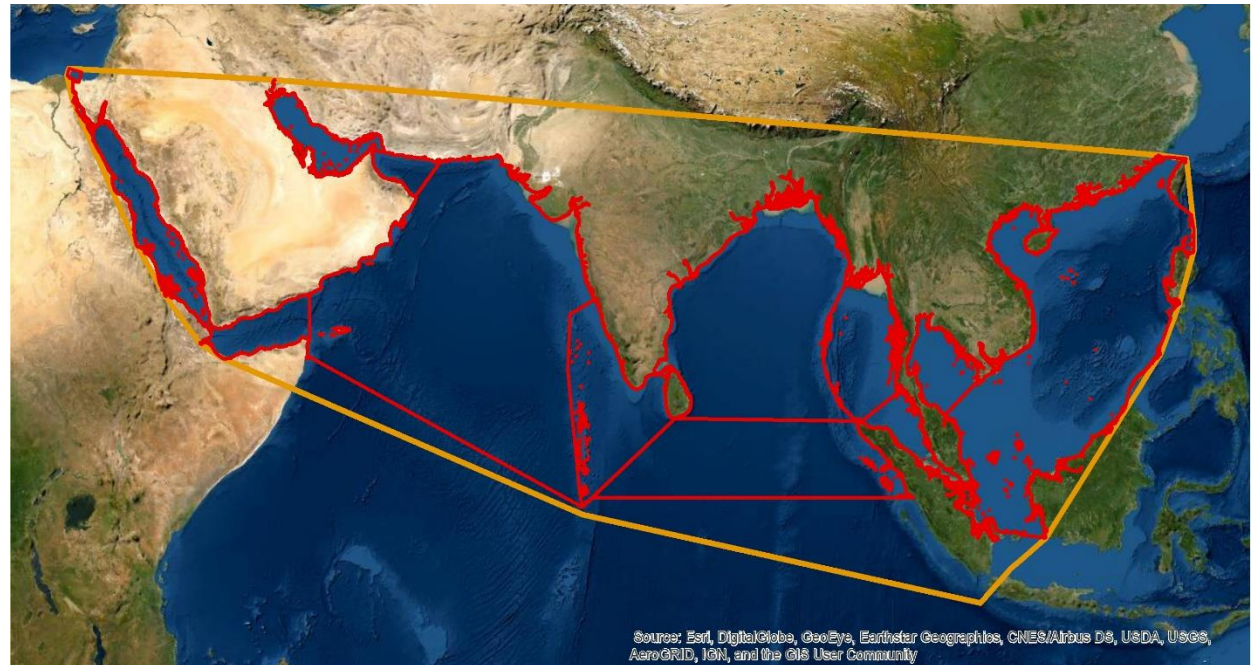 Source: Esri, DigitalGlobe, GeoEye, Earthstar Geographics, CNES/Airbus DS, USDA, USGS,
AeroGRID, IGN, and the GIS User Community